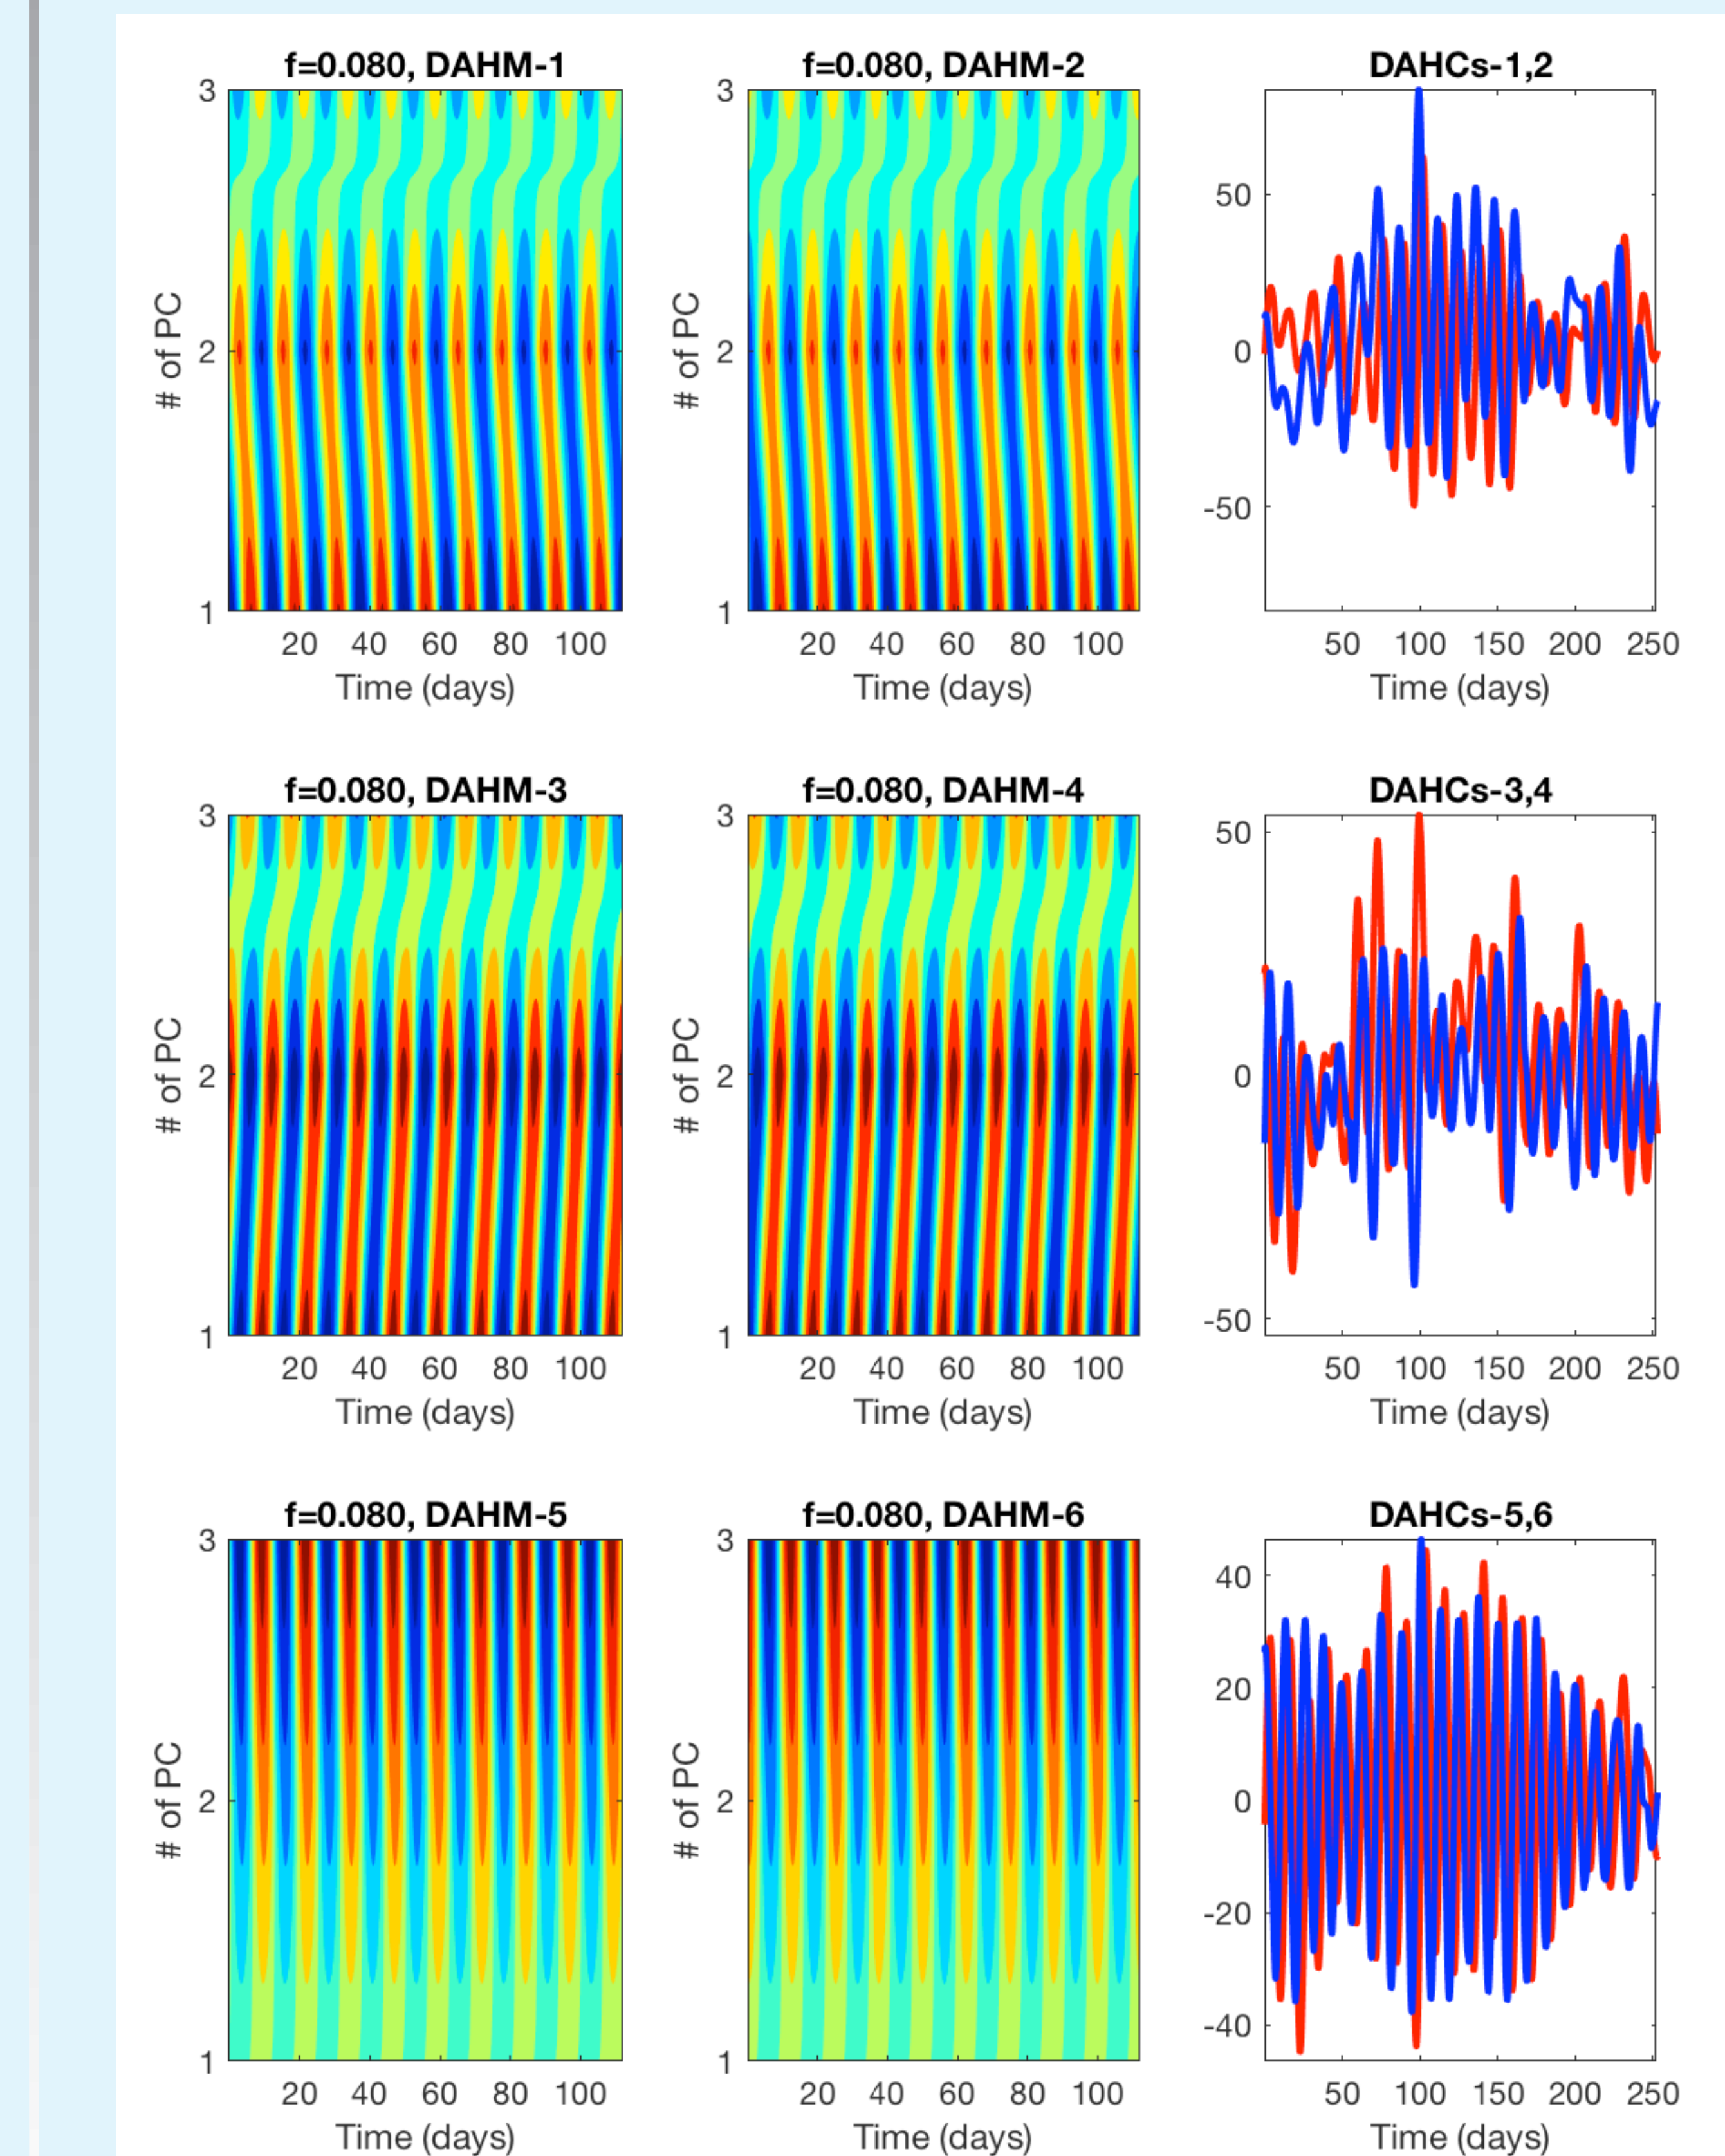 f=0.080, DAHM-1
3
2
1
# of PC
20 40 60 80 100
Time (days)
f=0.080, DAHM-2
3
2
1
# of PC
20 40 60 80 100
Time (days)
DAHCs-1,2
50
0
-50
50 100 150 200 250
Time (days)
f=0.080, DAHM-3
3
2
1
# of PC
20 40 60 80 100
Time (days)
f=0.080, DAHM-4
3
2
1
# of PC
20 40 60 80 100
Time (days)
DAHCs-3,4
50
0
-50
50 100 150 200 250
Time (days)
f=0.080, DAHM-5
3
2
1
# of PC
20 40 60 80 100
Time (days)
f=0.080, DAHM-6
3
2
1
# of PC
20 40 60 80 100
Time (days)
DAHCs-5,6
40
20
0
-20
-40
50 100 150 200 250
Time (days)